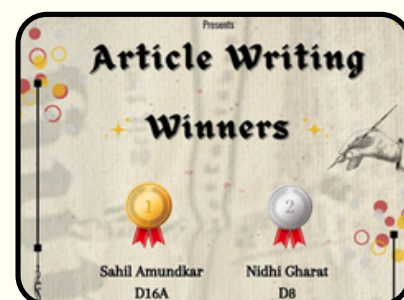 Presents
Article Writing
Winners
1 2
Sahil Amundkar Nidhi Gharat
D16A D8